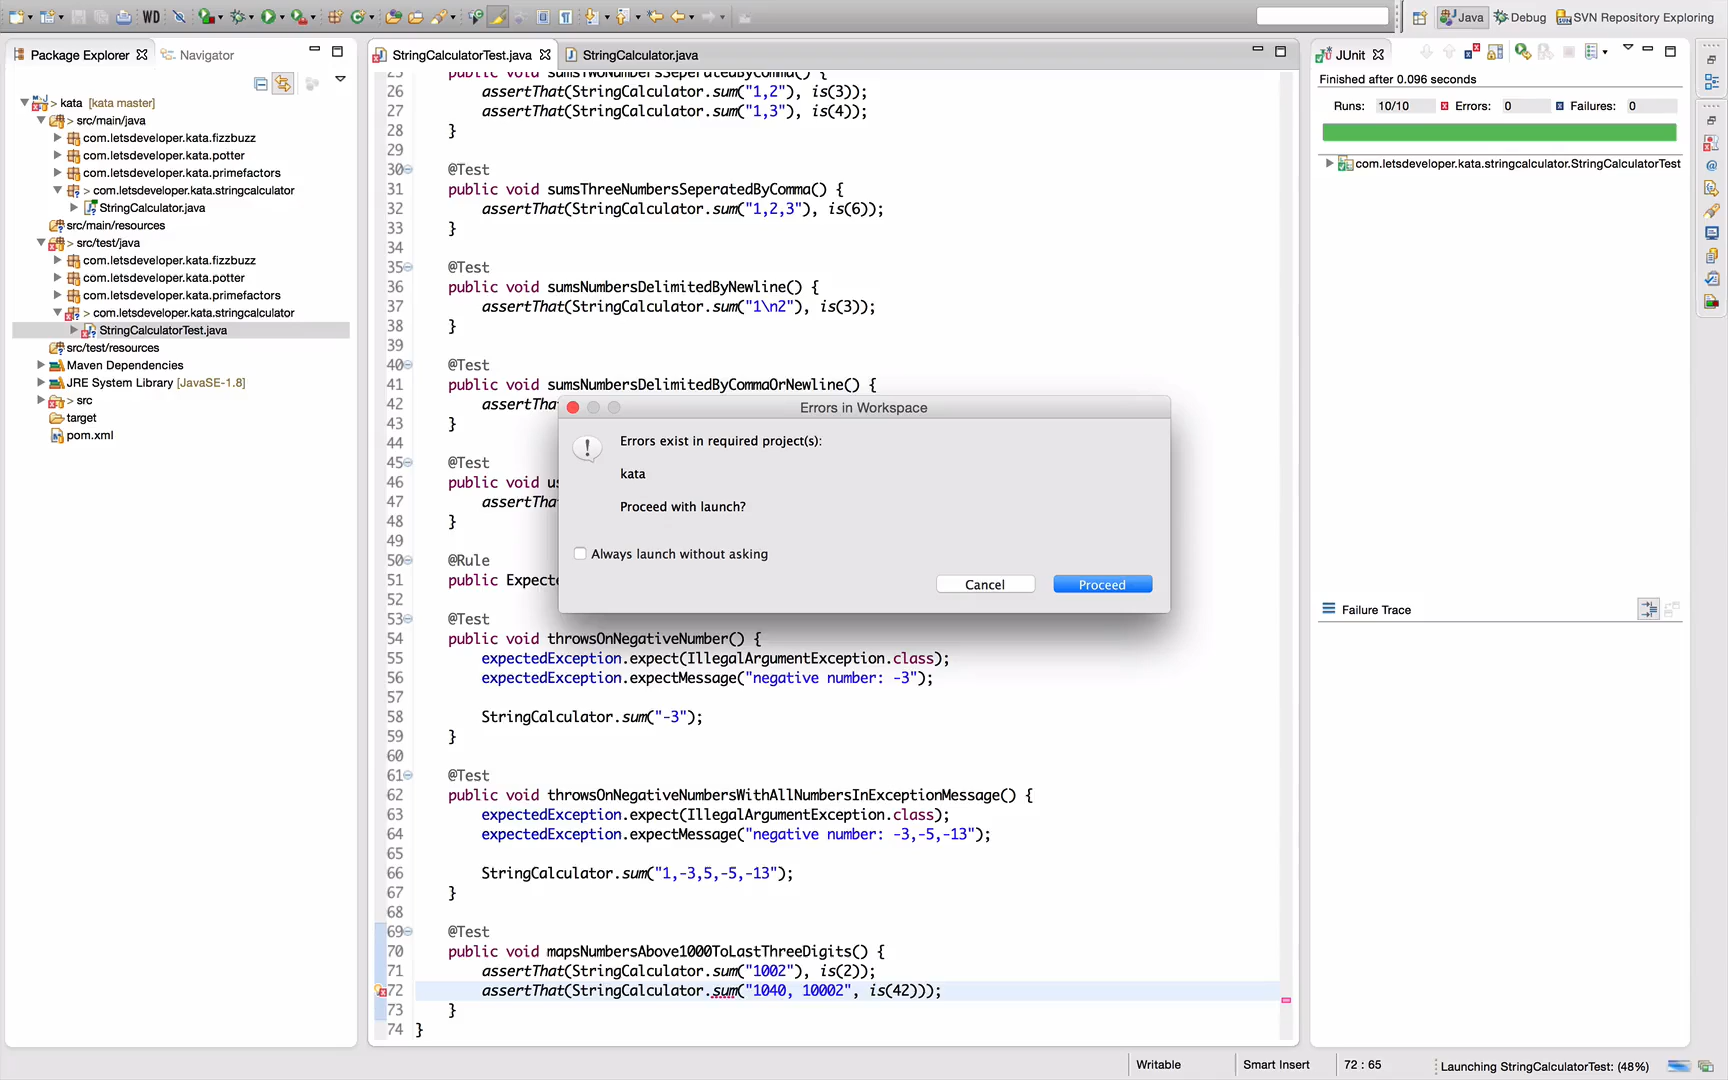 WD
Java
Debug
SVN Repository Exploring
Package Explorer
Navigator
> kata [kata master]
> src/main/java
com.letsdeveloper.kata.fizzbuzz
com.letsdeveloper.kata.potter
com.letsdeveloper.kata.primefactors
> com.letsdeveloper.kata.stringcalculator
StringCalculator.java
src/main/resources
> src/test/java
com.letsdeveloper.kata.fizzbuzz
com.letsdeveloper.kata.potter
com.letsdeveloper.kata.primefactors
> com.letsdeveloper.kata.stringcalculator
StringCalculatorTest.java
src/test/resources
Maven Dependencies
JRE System Library [JavaSE-1.8]
> src
target
pom.xml
StringCalculatorTest.java
StringCalculator.java
25 public void sumsTwoNumbersSeperatedByComma() {
26 assertThat(StringCalculator.sum("1,2"), is(3));
27 assertThat(StringCalculator.sum("1,3"), is(4));
28 }
29
30 @Test
31 public void sumsThreeNumbersSeperatedByComma() {
32 assertThat(StringCalculator.sum("1,2,3"), is(6));
33 }
34
35 @Test
36 public void sumsNumbersDelimitedByNewline() {
37 assertThat(StringCalculator.sum("1\n2"), is(3));
38 }
39
40 @Test
41 public void sumsNumbersDelimitedByCommaOrNewline() {
42 assertTha
43 }
44
45 @Test
46 public void us
47 assertTha
48 }
49
50 @Rule
51 public Expecte
52
53 @Test
54 public void throwsOnNegativeNumber() {
55 expectedException.expect(IllegalArgumentException.class);
56 expectedException.expectMessage("negative number: -3");
57
58 StringCalculator.sum("-3");
59 }
60
61 @Test
62 public void throwsOnNegativeNumbersWithAllNumbersInExceptionMessage() {
63 expectedException.expect(IllegalArgumentException.class);
64 expectedException.expectMessage("negative number: -3,-5,-13");
65
66 StringCalculator.sum("1,-3,5,-5,-13");
67 }
68
69 @Test
70 public void mapsNumbersAbove1000ToLastThreeDigits() {
71 assertThat(StringCalculator.sum("1002"), is(2));
72 assertThat(StringCalculator.sum("1040, 10002", is(42)));
73 }
74 }
Errors in Workspace
Errors exist in required project(s):
kata
Proceed with launch?
Always launch without asking
Cancel
Proceed
JUnit
Finished after 0.096 seconds
Runs: 10/10 Errors: 0 Failures: 0
com.letsdeveloper.kata.stringcalculator.StringCalculatorTest
Failure Trace
Writable
Smart Insert
72 : 65
Launching StringCalculatorTest: (48%)